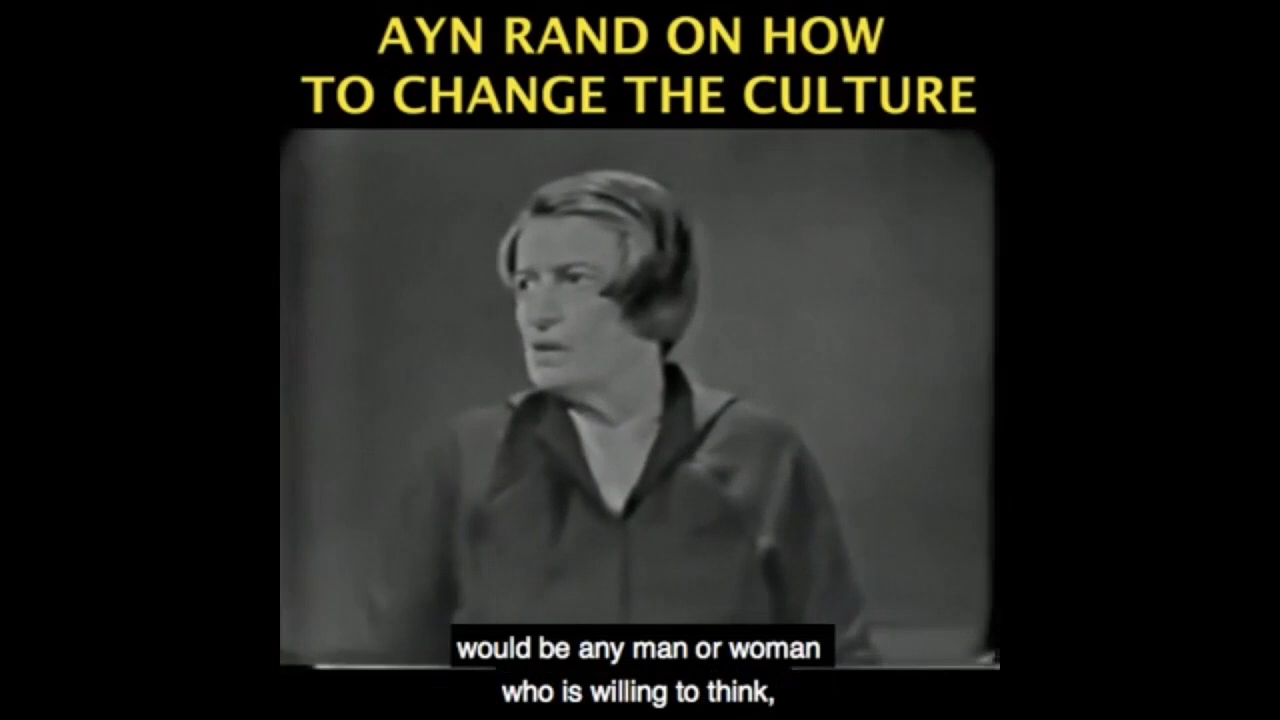 AYN RAND ON HOW
TO CHANGE THE CULTURE
would be any man or woman
who is willing to think,